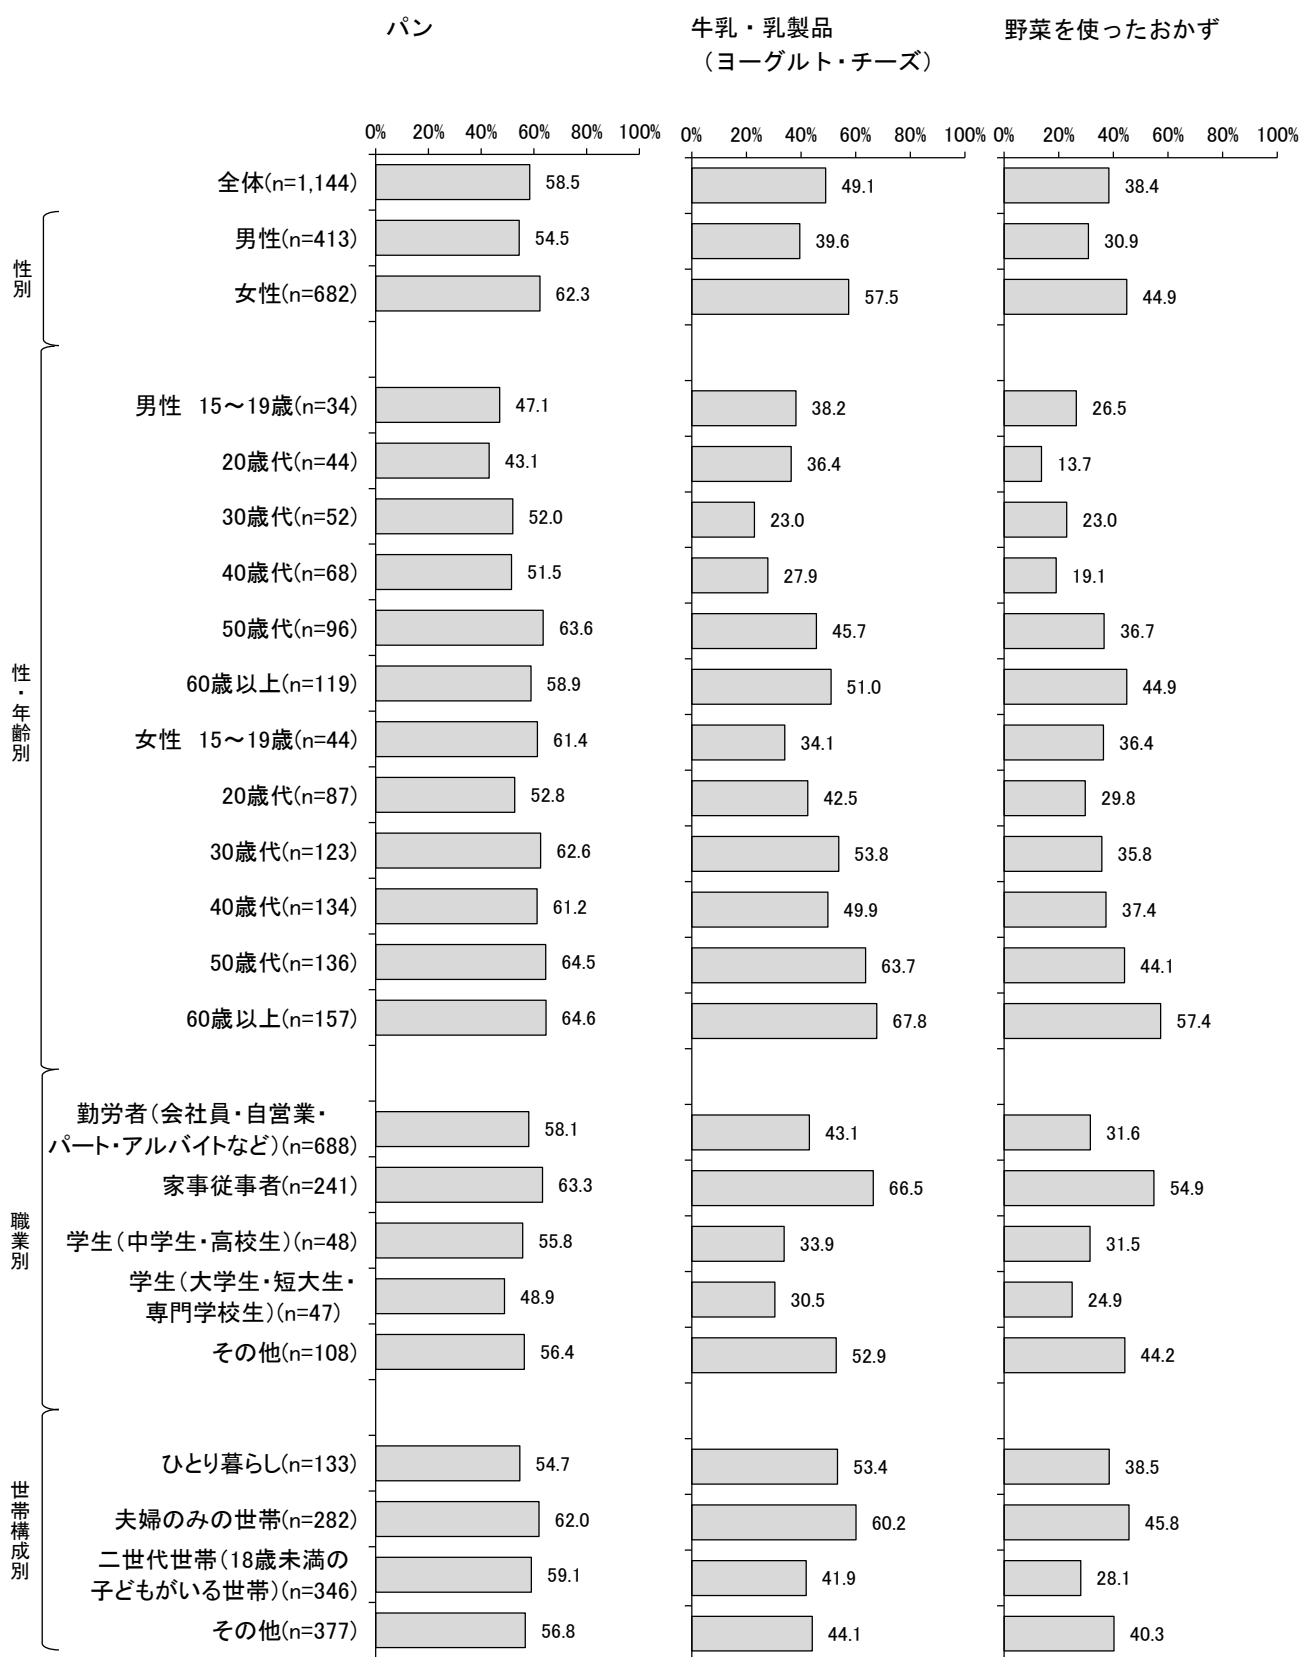 パン
牛乳・乳製品
（ヨーグルト・チーズ）
野菜を使ったおかず
0% 20% 40% 60% 80% 100%
0% 20% 40% 60% 80% 100%
0% 20% 40% 60% 80% 100%
全体(n=1,144) 58.5 49.1 38.4
性別
男性(n=413) 54.5 39.6 30.9
女性(n=682) 62.3 57.5 44.9
性・年齢別
男性　15～19歳(n=34) 47.1 38.2 26.5
20歳代(n=44) 43.1 36.4 13.7
30歳代(n=52) 52.0 23.0 23.0
40歳代(n=68) 51.5 27.9 19.1
50歳代(n=96) 63.6 45.7 36.7
60歳以上(n=119) 58.9 51.0 44.9
女性　15～19歳(n=44) 61.4 34.1 36.4
20歳代(n=87) 52.8 42.5 29.8
30歳代(n=123) 62.6 53.8 35.8
40歳代(n=134) 61.2 49.9 37.4
50歳代(n=136) 64.5 63.7 44.1
60歳以上(n=157) 64.6 67.8 57.4
職業別
勤労者（会社員・自営業・
パート・アルバイトなど）(n=688) 58.1 43.1 31.6
家事従事者(n=241) 63.3 66.5 54.9
学生（中学生・高校生）(n=48) 55.8 33.9 31.5
学生（大学生・短大生・
専門学校生）(n=47) 48.9 30.5 24.9
その他(n=108) 56.4 52.9 44.2
世帯構成別
ひとり暮らし(n=133) 54.7 53.4 38.5
夫婦のみの世帯(n=282) 62.0 60.2 45.8
二世代世帯（18歳未満の
子どもがいる世帯）(n=346) 59.1 41.9 28.1
その他(n=377) 56.8 44.1 40.3